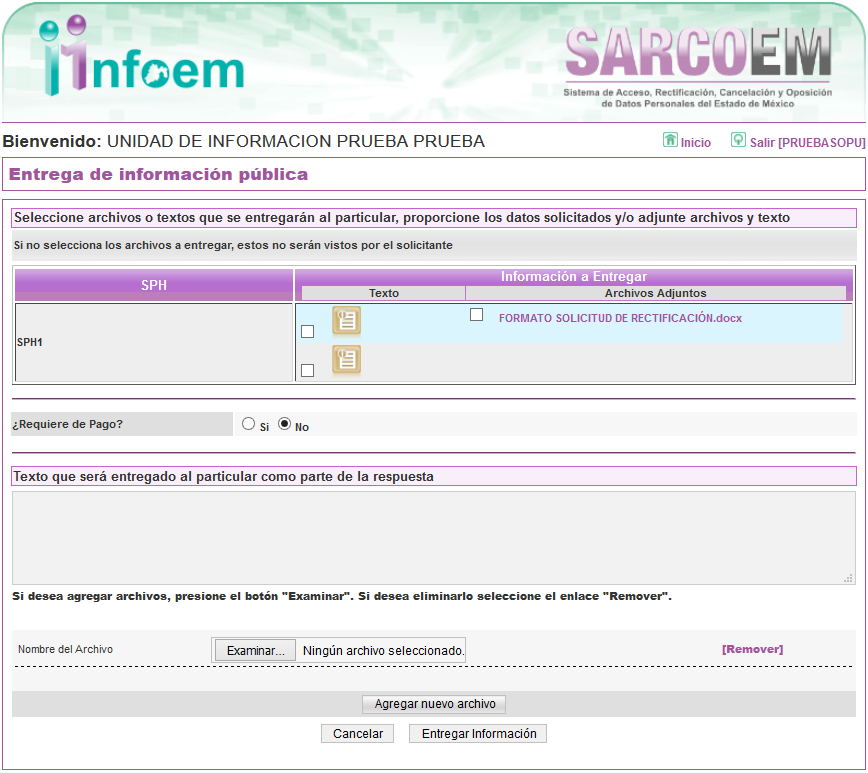 infoem
SARCOEM
Sistema de Acceso, Rectificación, Cancelación y Oposición
de Datos Personales del Estado de México
Bienvenido: UNIDAD DE INFORMACION PRUEBA PRUEBA
Inicio
Salir [PRUEBASOPU]
Entrega de información pública
Seleccione archivos o textos que se entregarán al particular, proporcione los datos solicitados y/o adjunte archivos y texto
Si no selecciona los archivos a entregar, estos no serán vistos por el solicitante
SPH
Información a Entregar
Texto
Archivos Adjuntos
SPH1
FORMATO SOLICITUD DE RECTIFICACIÓN.docx
¿Requiere de Pago?
Si
No
Texto que será entregado al particular como parte de la respuesta
Si desea agregar archivos, presione el botón "Examinar". Si desea eliminarlo seleccione el enlace "Remover".
Nombre del Archivo
Examinar...
Ningún archivo seleccionado.
[Remover]
Agregar nuevo archivo
Cancelar
Entregar Información